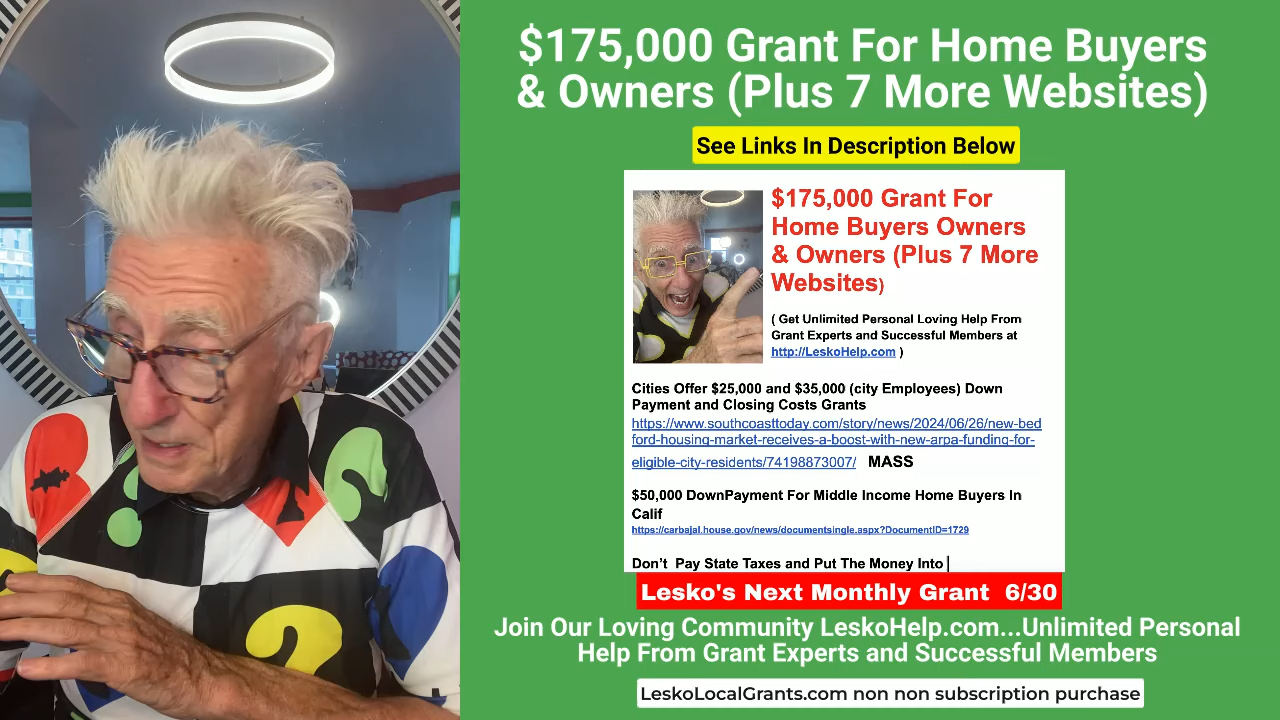 $175,000 Grant For Home Buyers
& Owners (Plus 7 More Websites)
See Links In Description Below
$175,000 Grant For
Home Buyers Owners
& Owners (Plus 7 More
Websites)
( Get Unlimited Personal Loving Help From
Grant Experts and Successful Members at
http://LeskoHelp.com )
Cities Offer $25,000 and $35,000 (city Employees) Down
Payment and Closing Costs Grants
https://www.southcoasttoday.com/story/news/2024/06/26/new-bed
ford-housing-market-receives-a-boost-with-new-arpa-funding-for-
eligible-city-residents/74198873007/ MASS
$50,000 DownPayment For Middle Income Home Buyers In
Calif
https://carbajal.house.gov/news/documentsingle.aspx?DocumentID=1729
Don't Pay State Taxes and Put The Money Into
Lesko's Next Monthly Grant 6/30
Join Our Loving Community LeskoHelp.com...Unlimited Personal
Help From Grant Experts and Successful Members
LeskoLocalGrants.com non non subscription purchase